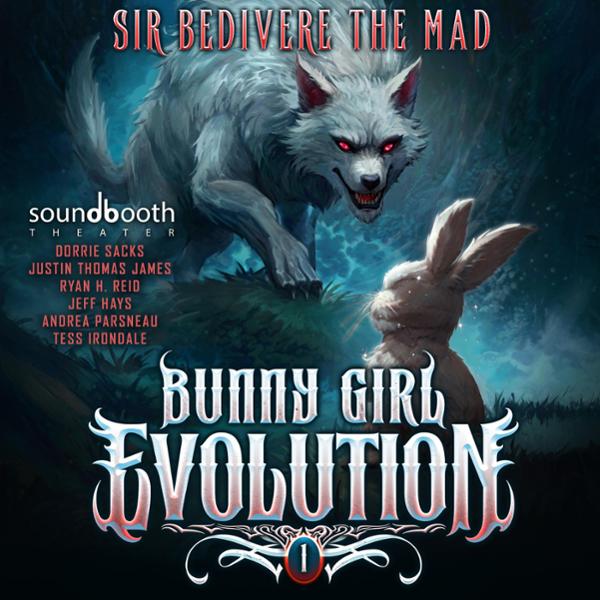 SIR BEDIVERE THE MAD
soundbooth
THEATER
DORRIE SACKS
JUSTIN THOMAS JAMES
RYAN H. REID
JEFF HAYS
ANDREA PARSNEAU
TESS IRONDALE
BUNNY GIRL
EVOLUTION
1